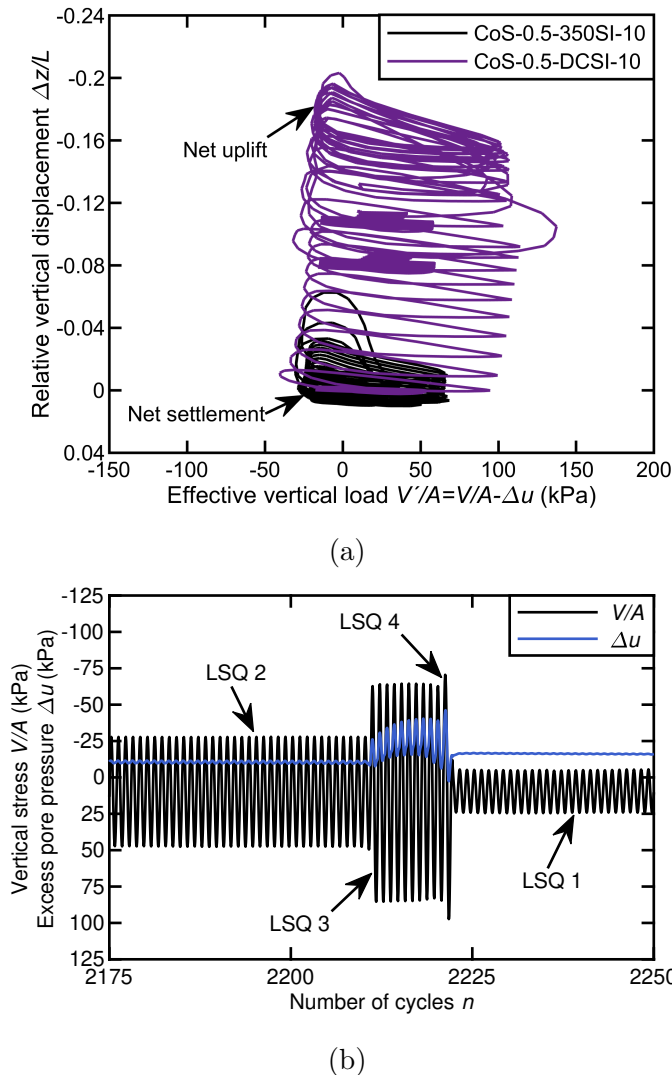 -0.24
-0.2
-0.16
-0.12
-0.08
-0.04
0
0.04
Relative vertical displacement Δz/L
CoS-0.5-350SI-10
CoS-0.5-DCSI-10
Net uplift
Net settlement
-150 -100 -50 0 50 100 150 200
Effective vertical load V´/A=V/A-Δu (kPa)
(a)
-125
-100
-75
-50
-25
0
25
50
75
100
125
Vertical stress V/A (kPa)
Excess pore pressure Δu (kPa)
V/A
Δu
LSQ 4
LSQ 2
LSQ 3
LSQ 1
2175 2200 2225 2250
Number of cycles n
(b)